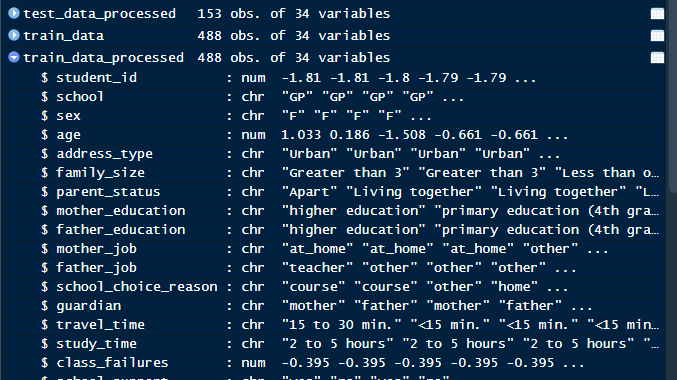 test_data_processed 153 obs. of 34 variables
train_data 488 obs. of 34 variables
train_data_processed 488 obs. of 34 variables
$ student_id : num -1.81 -1.81 -1.8 -1.79 -1.79 ...
$ school : chr "GP" "GP" "GP" "GP" ...
$ sex : chr "F" "F" "F" "F" ...
$ age : num 1.033 0.186 -1.508 -0.661 -0.661 ...
$ address_type : chr "Urban" "Urban" "Urban" "Urban" ...
$ family_size : chr "Greater than 3" "Greater than 3" "Less than o…
$ parent_status : chr "Apart" "Living together" "Living together" "L…
$ mother_education : chr "higher education" "primary education (4th gra…
$ father_education : chr "higher education" "primary education (4th gra…
$ mother_job : chr "at_home" "at_home" "at_home" "other" ...
$ father_job : chr "teacher" "other" "other" "other" ...
$ school_choice_reason : chr "course" "course" "other" "home" ...
$ guardian : chr "mother" "father" "mother" "father" ...
$ travel_time : chr "15 to 30 min." "<15 min." "<15 min." "<15 min…
$ study_time : chr "2 to 5 hours" "2 to 5 hours" "2 to 5 hours" "…
$ class_failures : num -0.395 -0.395 -0.395 -0.395 -0.395 ...